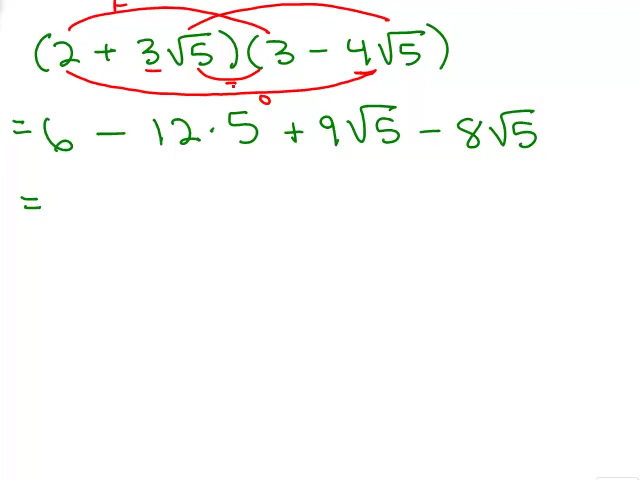 F
(2 + 3√5)(3 - 4√5)
I
O
= 6 - 12 · 5 + 9√5 - 8√5
=